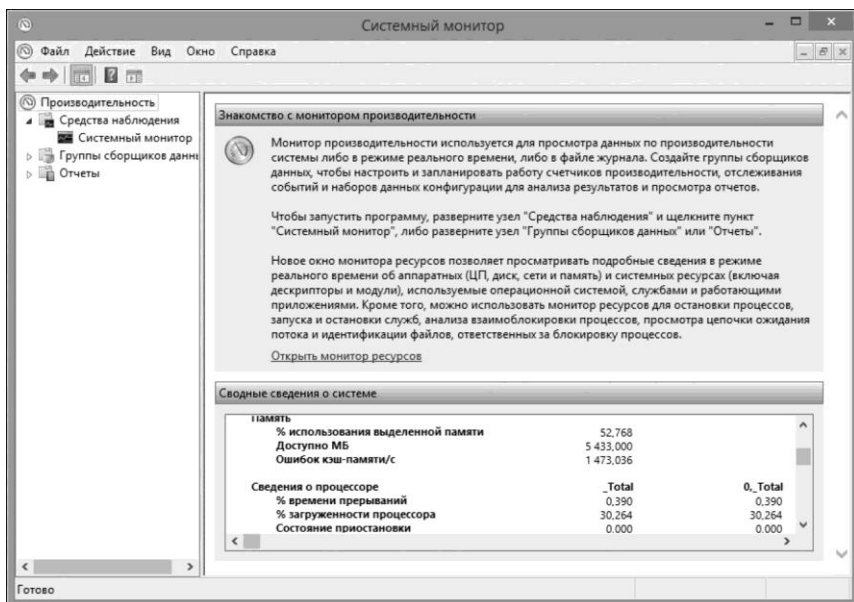 Системный монитор
Файл Действие Вид Окно Справка
Производительность
Средства наблюдения
Системный монитор
Группы сборщиков данны
Отчеты
Знакомство с монитором производительности
Монитор производительности используется для просмотра данных по производительности
системы либо в режиме реального времени, либо в файле журнала. Создайте группы сборщиков
данных, чтобы настроить и запланировать работу счетчиков производительности, отслеживания
событий и наборов данных конфигурации для анализа результатов и просмотра отчетов.
Чтобы запустить программу, разверните узел "Средства наблюдения" и щелкните пункт
"Системный монитор", либо разверните узел "Группы сборщиков данных" или "Отчеты".
Новое окно монитора ресурсов позволяет просматривать подробные сведения в режиме
реального времени об аппаратных (ЦП, диск, сети и память) и системных ресурсах (включая
дескрипторы и модули), используемые операционной системой, службами и работающими
приложениями. Кроме того, можно использовать монитор ресурсов для остановки процессов,
запуска и остановки служб, анализа взаимоблокировки процессов, просмотра цепочки ожидания
потока и идентификации файлов, ответственных за блокировку процессов.
Открыть монитор ресурсов
Сводные сведения о системе
Память
% использования выделенной памяти 52,768
Доступно МБ 5 433,000
Ошибок кэш-памяти/с 1 473,036
Сведения о процессоре _Total 0,_Total
% времени прерываний 0,390 0,390
% загруженности процессора 30,264 30,264
Состояние приостановки 0.000 0.000
Готово